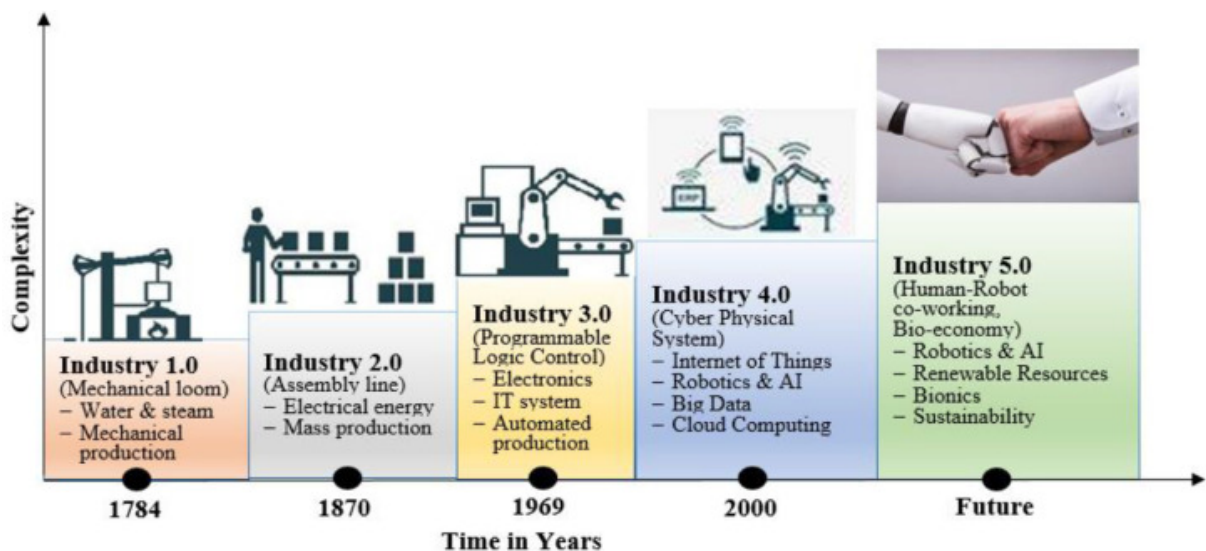 Complexity
Industry 1.0
(Mechanical loom)
– Water & steam
– Mechanical
production
Industry 2.0
(Assembly line)
– Electrical energy
– Mass production
Industry 3.0
(Programmable
Logic Control)
– Electronics
– IT system
– Automated
production
ERP
Industry 4.0
(Cyber Physical
System)
– Internet of Things
– Robotics & AI
– Big Data
– Cloud Computing
Industry 5.0
(Human-Robot
co-working,
Bio-economy)
– Robotics & AI
– Renewable Resources
– Bionics
– Sustainability
1784
1870
1969
2000
Future
Time in Years